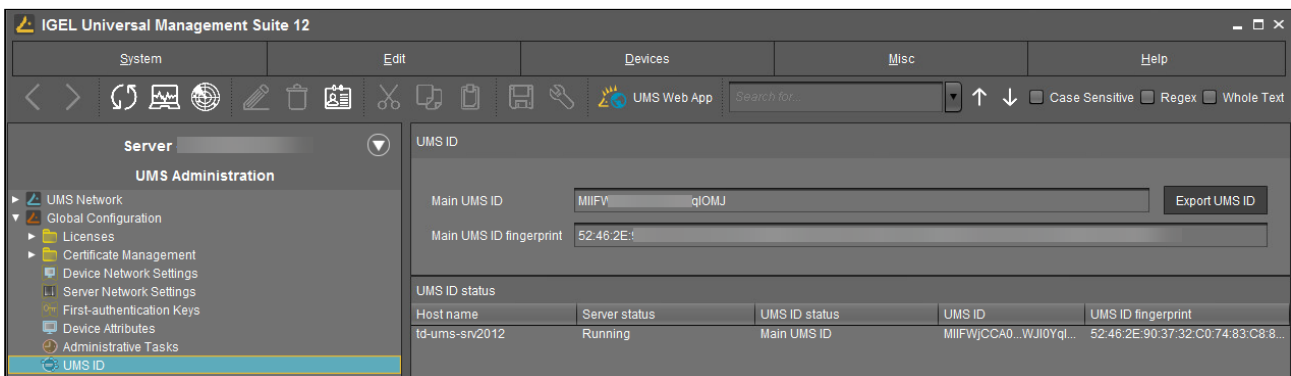 IGEL Universal Management Suite 12
System Edit Devices Misc Help
UMS Web App Search for... Case Sensitive Regex Whole Text
Server
UMS Administration
UMS Network
Global Configuration
Licenses
Certificate Management
Device Network Settings
Server Network Settings
First-authentication Keys
Device Attributes
Administrative Tasks
UMS ID
UMS ID
Main UMS ID MIIFW qIOMJ Export UMS ID
Main UMS ID fingerprint 52:46:2E:
UMS ID status
Host name Server status UMS ID status UMS ID UMS ID fingerprint
td-ums-srv2012 Running Main UMS ID MIIFWjCCA0...WJI0YqI... 52:46:2E:90:37:32:C0:74:83:C8:8...